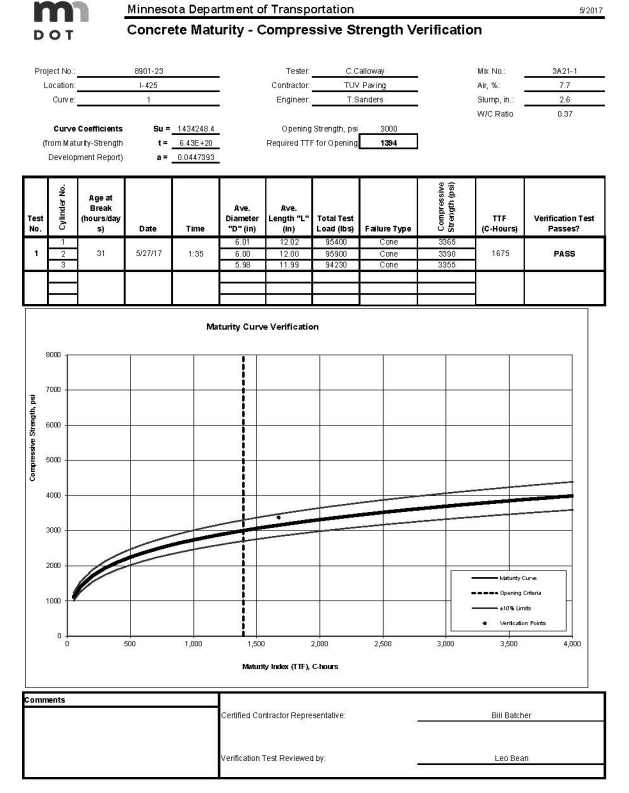 Minnesota Department of Transportation 5/2017
DOT
Concrete Maturity - Compressive Strength Verification
Project No.: 8901-23 Tester: C.Calloway Mix No.: 3A21-1
Location: I-425 Contractor: TUV Paving Air, %: 7.7
Curve: 1 Engineer: T.Sanders Slump, in.: 2.6
W/C Ratio 0.37
Curve Coefficients Su = 1434248.4 Opening Strength, psi 3000
(from Maturity-Strength t = 6.43E+20 Required TTF for Opening 1394
Development Report) a = 0.0447393
Test No. Cylinder No. Age at Break (hours/days) Date Time Ave. Diameter "D" (in) Ave. Length "L" (in) Total Test Load (lbs) Failure Type Compressive Strength (psi) TTF (C-Hours) Verification Test Passes?
1 6.01 12.02 95400 Cone 3365
1 2 31 5/27/17 1:35 6.00 12.00 95900 Cone 3390 1675 PASS
3 5.98 11.99 94230 Cone 3355
Maturity Curve Verification
8000
7000
6000
5000
4000
3000
2000
1000
0
Compressive Strength, psi
Maturity Curve
Opening Criteria
±10% Limits
Verification Points
0 500 1,000 1,500 2,000 2,500 3,000 3,500 4,000
Maturity Index (TTF), C-hours
Comments
Certified Contractor Representative: Bill Batcher
Verification Test Reviewed by: Leo Bean